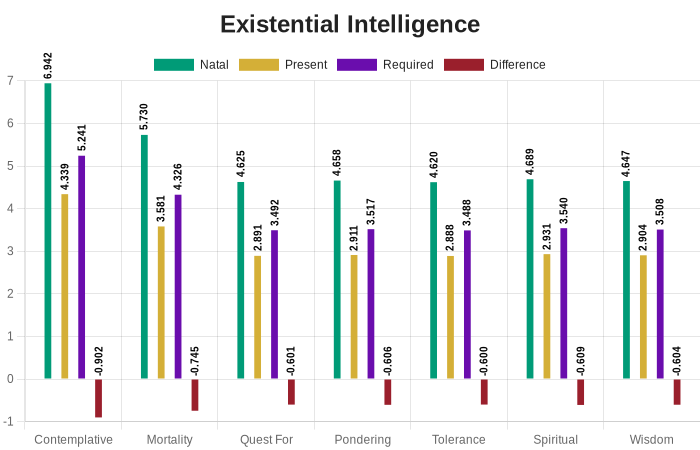 Existential Intelligence
Natal Present Required Difference
7
6
5
4
3
2
1
0
-1
6.942 4.339 5.241 -0.902
5.730 3.581 4.326 -0.745
4.625 2.891 3.492 -0.601
4.658 2.911 3.517 -0.606
4.620 2.888 3.488 -0.600
4.689 2.931 3.540 -0.609
4.647 2.904 3.508 -0.604
Contemplative Mortality Quest For Pondering Tolerance Spiritual Wisdom